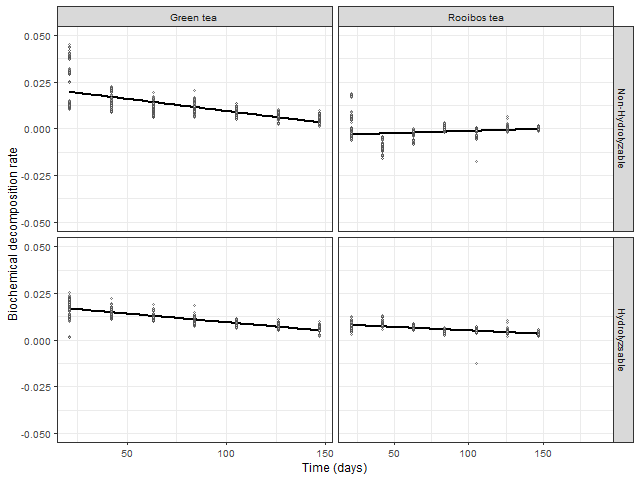 Green tea
Rooibos tea
0.050
0.025
0.000
-0.025
-0.050
Non-Hydrolyzable
0.050
0.025
0.000
-0.025
-0.050
Hydrolyzsable
Biochemical decomposition rate
50
100
150
50
100
150
Time (days)